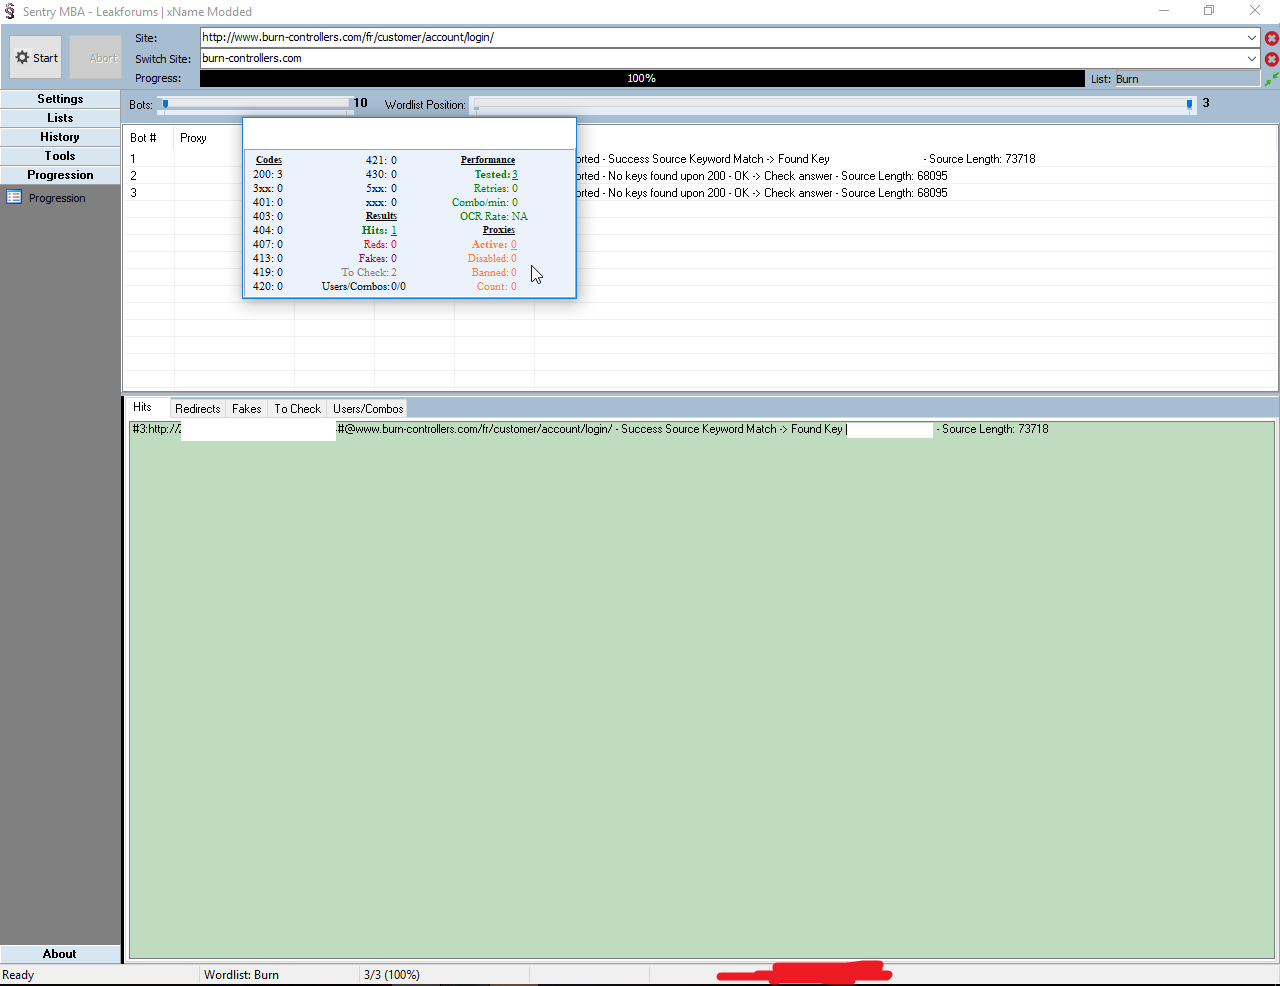 Sentry MBA - Leakforums | xName Modded
Start
Abort
Site:
http://www.burn-controllers.com/fr/customer/account/login/
Switch Site:
burn-controllers.com
Progress:
100%
List:
Burn
Settings
Lists
History
Tools
Progression
Progression
Bots:
10
Wordlist Position:
3
Bot #
Proxy
1
orted - Success Source Keyword Match -> Found Key
- Source Length: 73718
2
orted - No keys found upon 200 - OK -> Check answer - Source Length: 68095
3
orted - No keys found upon 200 - OK -> Check answer - Source Length: 68095
Codes
200: 3
3xx: 0
401: 0
403: 0
404: 0
407: 0
413: 0
419: 0
420: 0
421: 0
430: 0
5xx: 0
xxx: 0
Results
Hits: 1
Reds: 0
Fakes: 0
To Check: 2
Users/Combos: 0/0
Performance
Tested: 3
Retries: 0
Combo/min: 0
OCR Rate: NA
Proxies
Active: 0
Disabled: 0
Banned: 0
Count: 0
Hits
Redirects
Fakes
To Check
Users/Combos
#3:http://
#@www.burn-controllers.com/fr/customer/account/login/ - Success Source Keyword Match -> Found Key
- Source Length: 73718
About
Ready
Wordlist: Burn
3/3 (100%)